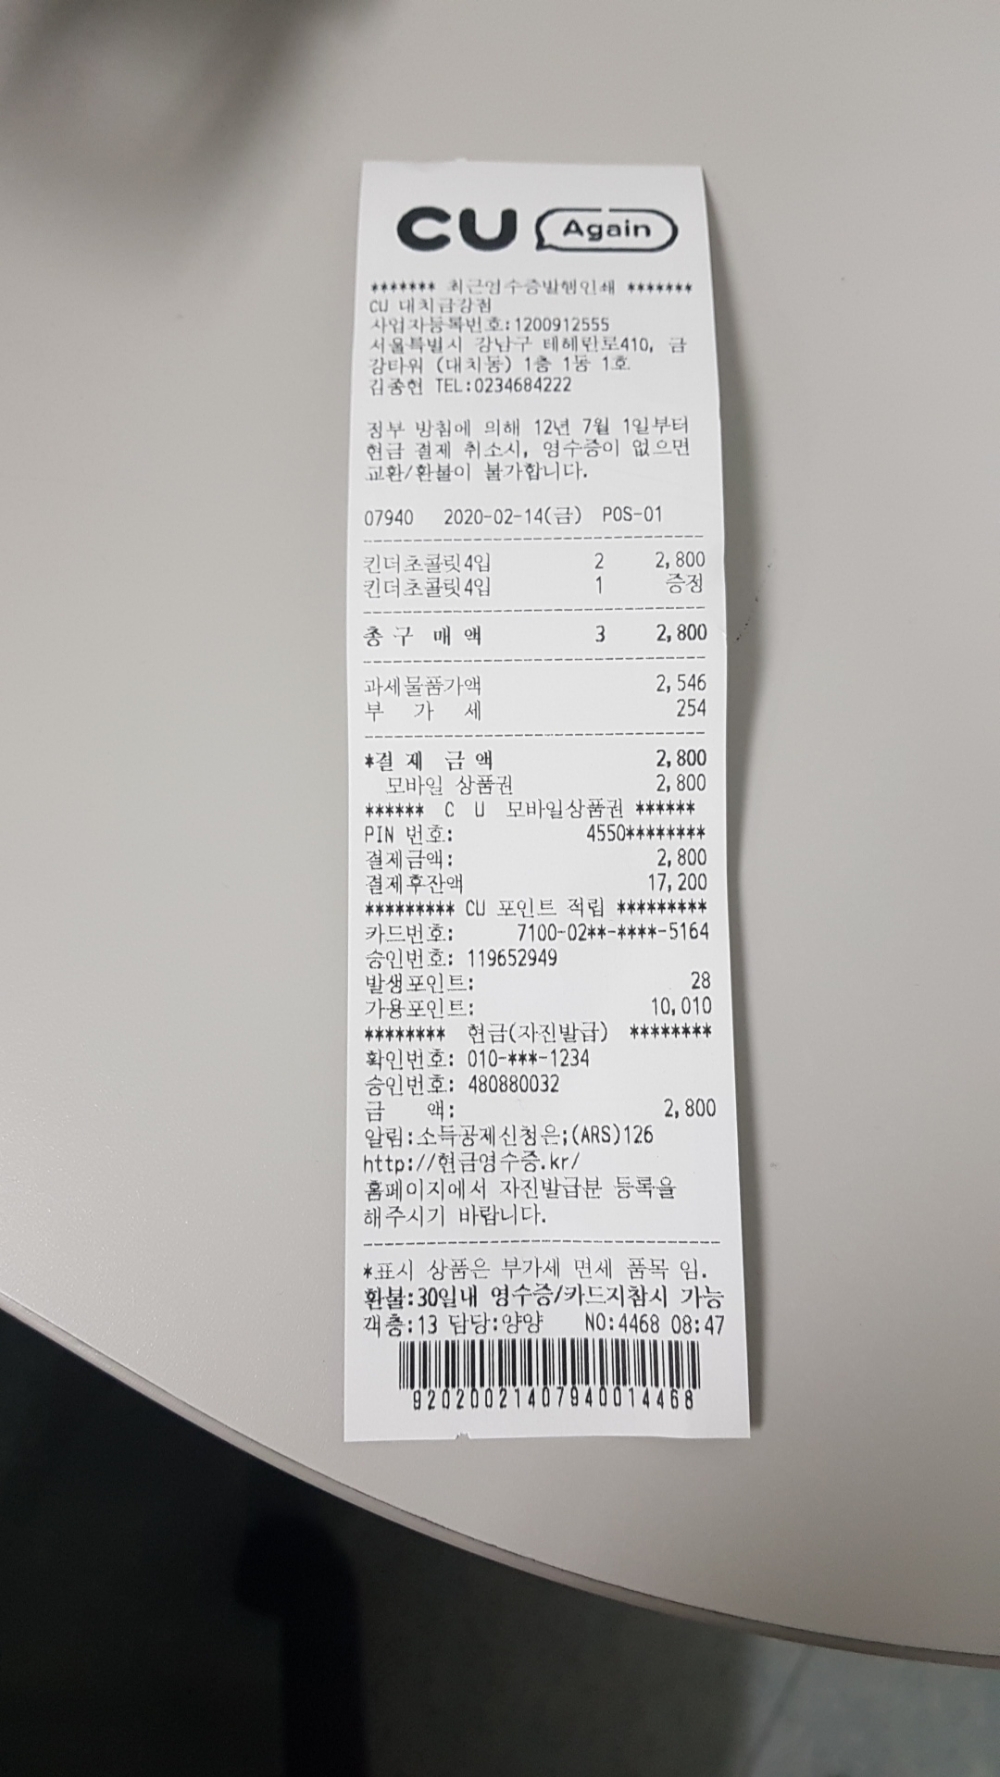 CU Again
******* 최근영수증발행인쇄 *******
CU 대치금강점
사업자등록번호:1200912555
서울특별시 강남구 테헤란로410, 금
강타워 (대치동) 1층 1동 1호
김종현 TEL:0234684222
정부 방침에 의해 12년 7월 1일부터
현금 결제 취소시, 영수증이 없으면
교환/환불이 불가합니다.
07940 2020-02-14(금) POS-01
킨더초콜릿4입 2 2,800
킨더초콜릿4입 1 증정
총 구 매 액 3 2,800
과세물품가액 2,546
부 가 세 254
*결 제 금 액 2,800
모바일 상품권 2,800
****** C U 모바일상품권 ******
PIN 번호: 4550********
결제금액: 2,800
결제후잔액 17,200
********* CU 포인트 적립 *********
카드번호: 7100-02**-****-5164
승인번호: 119652949
발생포인트: 28
가용포인트: 10,010
******** 현금(자진발급) ********
확인번호: 010-***-1234
승인번호: 480880032
금 액: 2,800
알림:소득공제신청은;(ARS)126
http://현금영수증.kr/
홈페이지에서 자진발급분 등록을
해주시기 바랍니다.
*표시 상품은 부가세 면세 품목 임.
환불:30일내 영수증/카드지참시 가능
객층:13 담당:양양 NO:4468 08:47
9202002140794001 4468